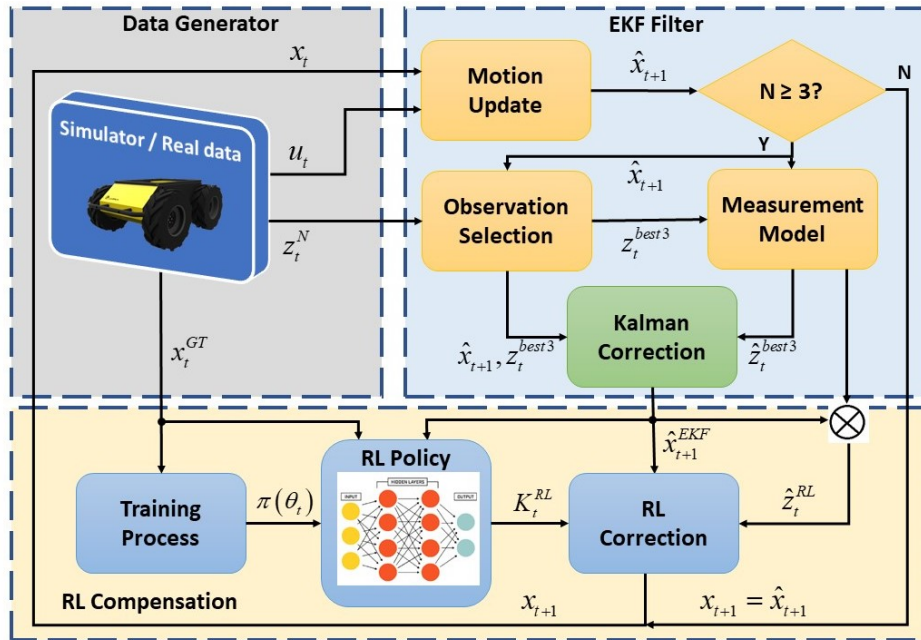 Data Generator
EKF Filter
x_t
Motion
Update
x̂_{t+1}
N ≥ 3?
N
Simulator / Real data
u_t
Y
x̂_{t+1}
z_t^N
Observation
Selection
z_t^{best3}
Measurement
Model
Kalman
Correction
x_t^{GT}
x̂_{t+1}, z_t^{best3}
ẑ_t^{best3}
RL Policy
x̂_{t+1}^{EKF}
HIDDEN LAYERS
INPUT
OUTPUT
Training
Process
π(θ_t)
K_t^{RL}
RL
Correction
ẑ_t^{RL}
RL Compensation
x_{t+1}
x_{t+1} = x̂_{t+1}